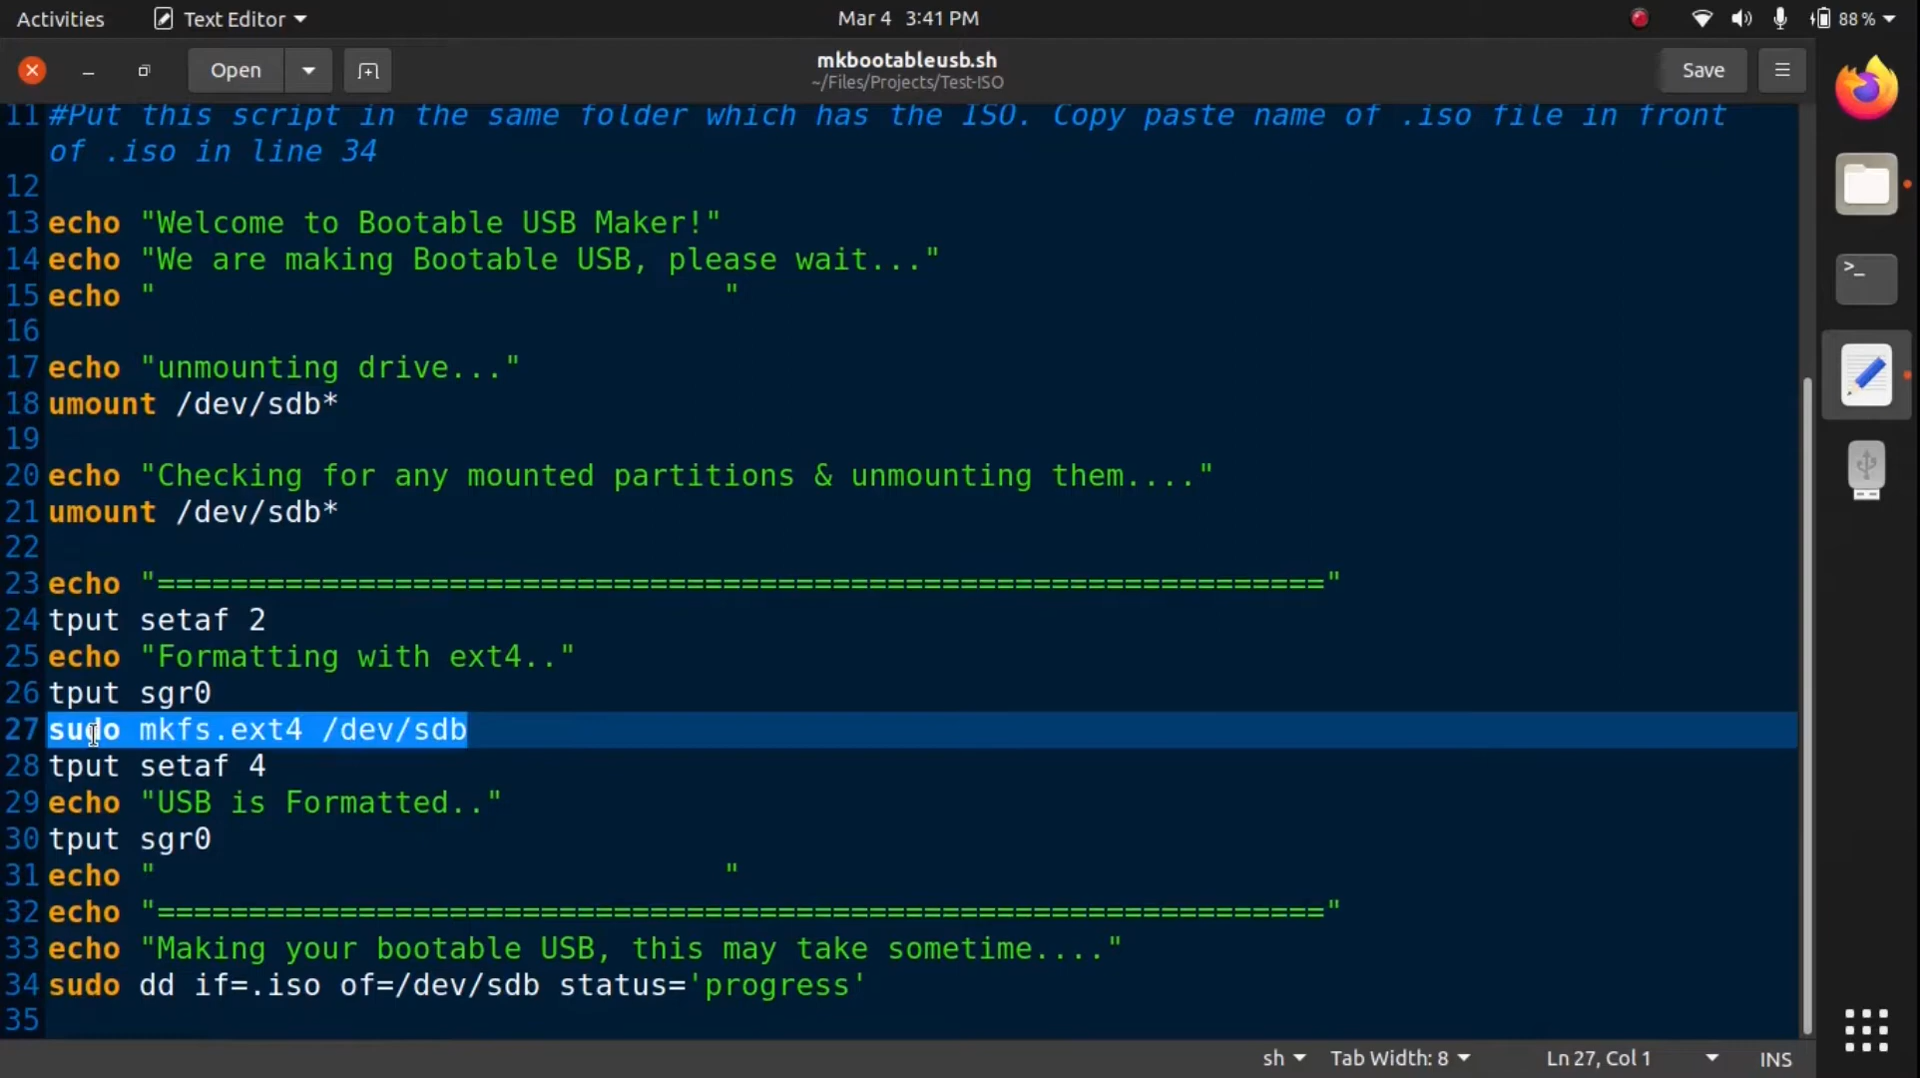 Activities Text Editor Mar 4 3:41 PM 88 %
Open mkbootableusb.sh Save
~/Files/Projects/Test-ISO
11 #Put this script in the same folder which has the ISO. Copy paste name of .iso file in front
of .iso in line 34
12
13 echo "Welcome to Bootable USB Maker!"
14 echo "We are making Bootable USB, please wait..."
15 echo "                               "
16
17 echo "unmounting drive..."
18 umount /dev/sdb*
19
20 echo "Checking for any mounted partitions & unmounting them...."
21 umount /dev/sdb*
22
23 echo "================================================================"
24 tput setaf 2
25 echo "Formatting with ext4.."
26 tput sgr0
27 sudo mkfs.ext4 /dev/sdb
28 tput setaf 4
29 echo "USB is Formatted.."
30 tput sgr0
31 echo "                               "
32 echo "================================================================"
33 echo "Making your bootable USB, this may take sometime...."
34 sudo dd if=.iso of=/dev/sdb status='progress'
35
sh Tab Width: 8 Ln 27, Col 1 INS